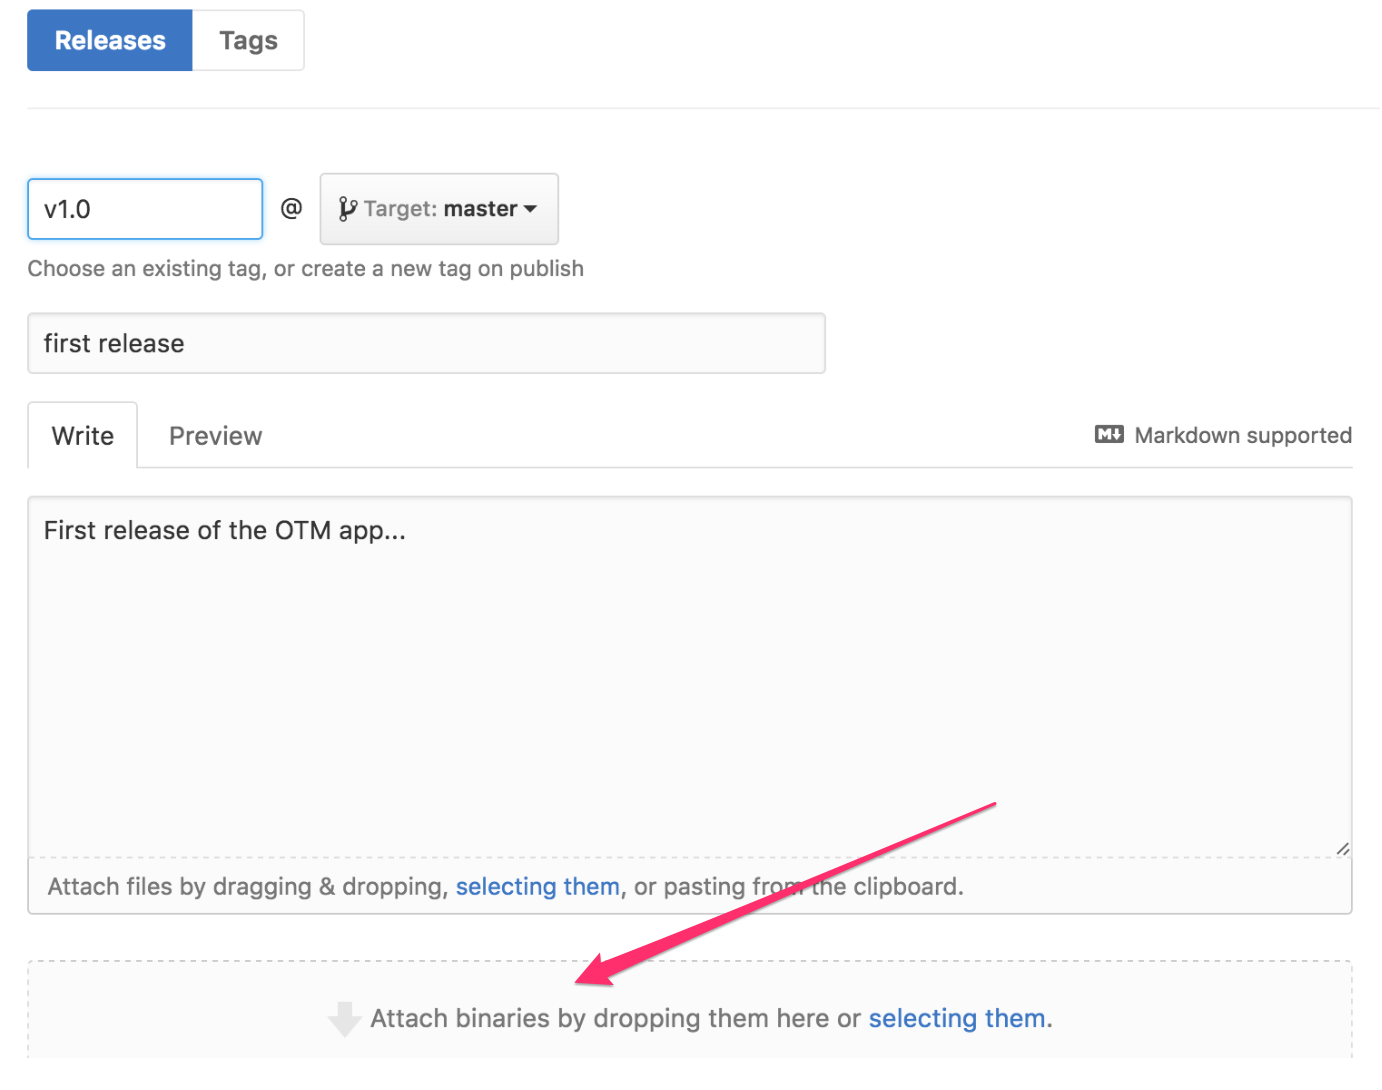 Releases Tags
v1.0 @ Target: master
Choose an existing tag, or create a new tag on publish
first release
Write Preview Markdown supported
First release of the OTM app...
Attach files by dragging & dropping, selecting them, or pasting from the clipboard.
Attach binaries by dropping them here or selecting them.